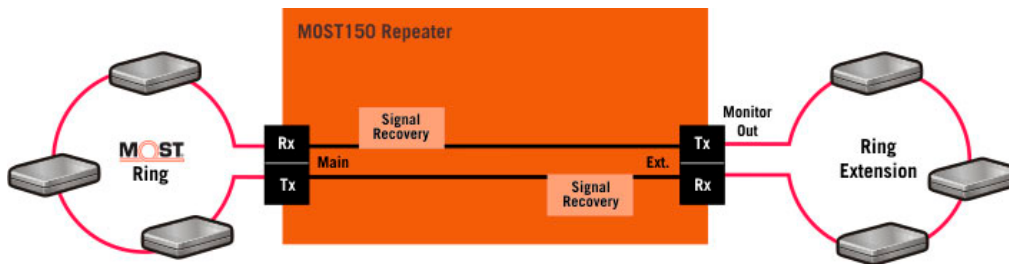 MOST150 Repeater
Signal
Recovery
Monitor
Out
Rx
Tx
MOST
Ring
Main
Ext.
Ring
Extension
Tx
Rx
Signal
Recovery